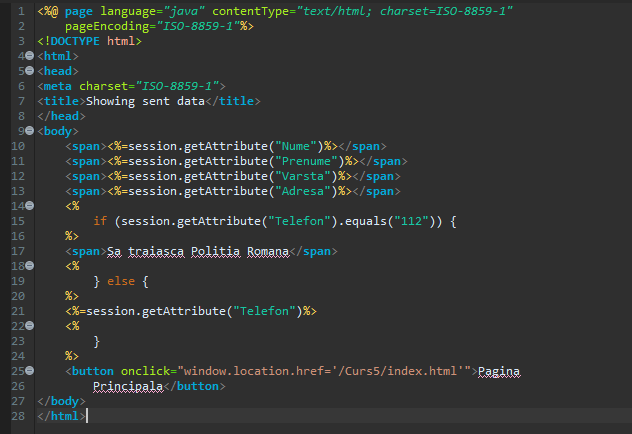 1 <%@ page language="java" contentType="text/html; charset=ISO-8859-1"
2     pageEncoding="ISO-8859-1"%>
3 <!DOCTYPE html>
4 <html>
5 <head>
6 <meta charset="ISO-8859-1">
7 <title>Showing sent data</title>
8 </head>
9 <body>
10     <span><%=session.getAttribute("Nume")%></span>
11     <span><%=session.getAttribute("Prenume")%></span>
12     <span><%=session.getAttribute("Varsta")%></span>
13     <span><%=session.getAttribute("Adresa")%></span>
14     <%
15         if (session.getAttribute("Telefon").equals("112")) {
16     %>
17     <span>Sa traiasca Politia Romana</span>
18     <%
19         } else {
20     %>
21     <%=session.getAttribute("Telefon")%>
22     <%
23         }
24     %>
25     <button onclick="window.location.href='/Curs5/index.html'">Pagina
26         Principala</button>
27 </body>
28 </html>